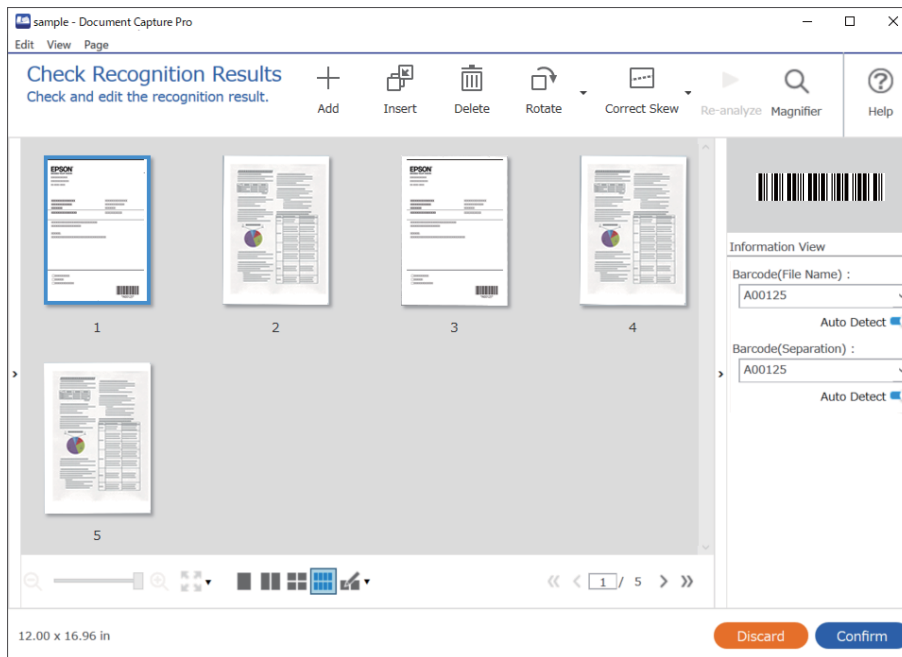 sample - Document Capture Pro
Edit View Page
Check Recognition Results
Check and edit the recognition result.
Add Insert Delete Rotate Correct Skew Re-analyze Magnifier Help
EPSON
1
2
EPSON
3
4
5
Information View
Barcode(File Name) :
A00125
Auto Detect
Barcode(Separation) :
A00125
Auto Detect
1 / 5
12.00 x 16.96 in
Discard Confirm